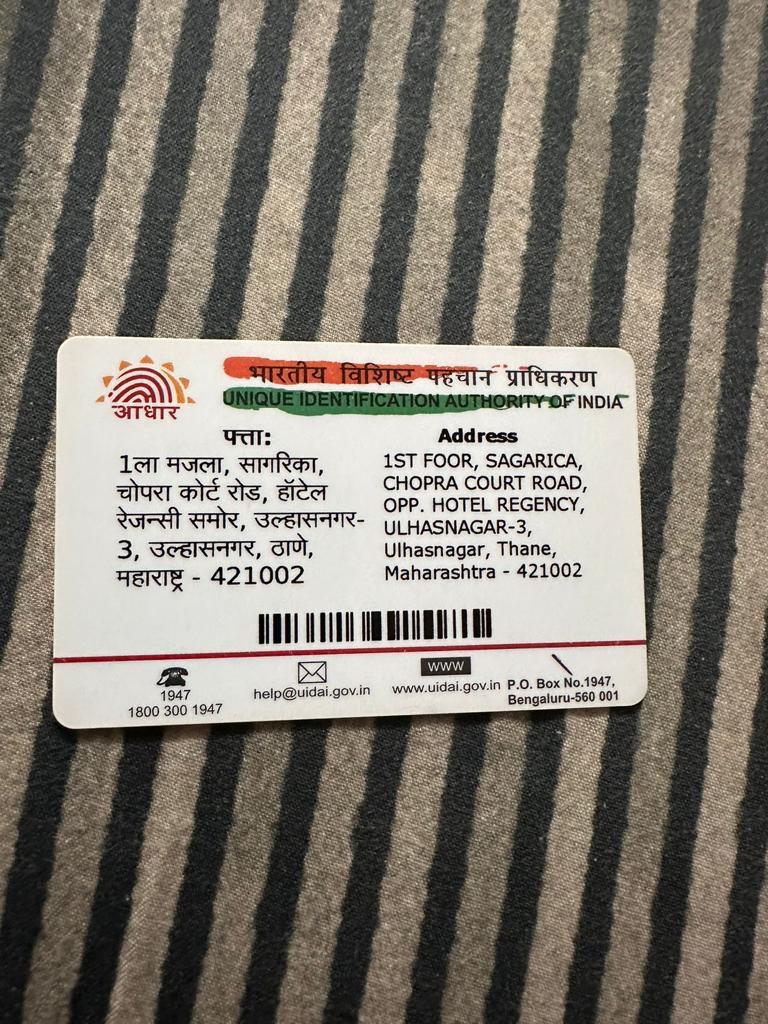 भारतीय विशिष्ट पहचान प्राधिकरण
UNIQUE IDENTIFICATION AUTHORITY OF INDIA
आधार
पत्ता:
1ला मजला, सागरिका,
चोपरा कोर्ट रोड, हॉटेल
रेजन्सी समोर, उल्हासनगर-
3, उल्हासनगर, ठाणे,
महाराष्ट्र - 421002
Address
1ST FOOR, SAGARICA,
CHOPRA COURT ROAD,
OPP. HOTEL REGENCY,
ULHASNAGAR-3,
Ulhasnagar, Thane,
Maharashtra - 421002
1947
1800 300 1947
help@uidai.gov.in
WWW
www.uidai.gov.in
P.O. Box No.1947,
Bengaluru-560 001